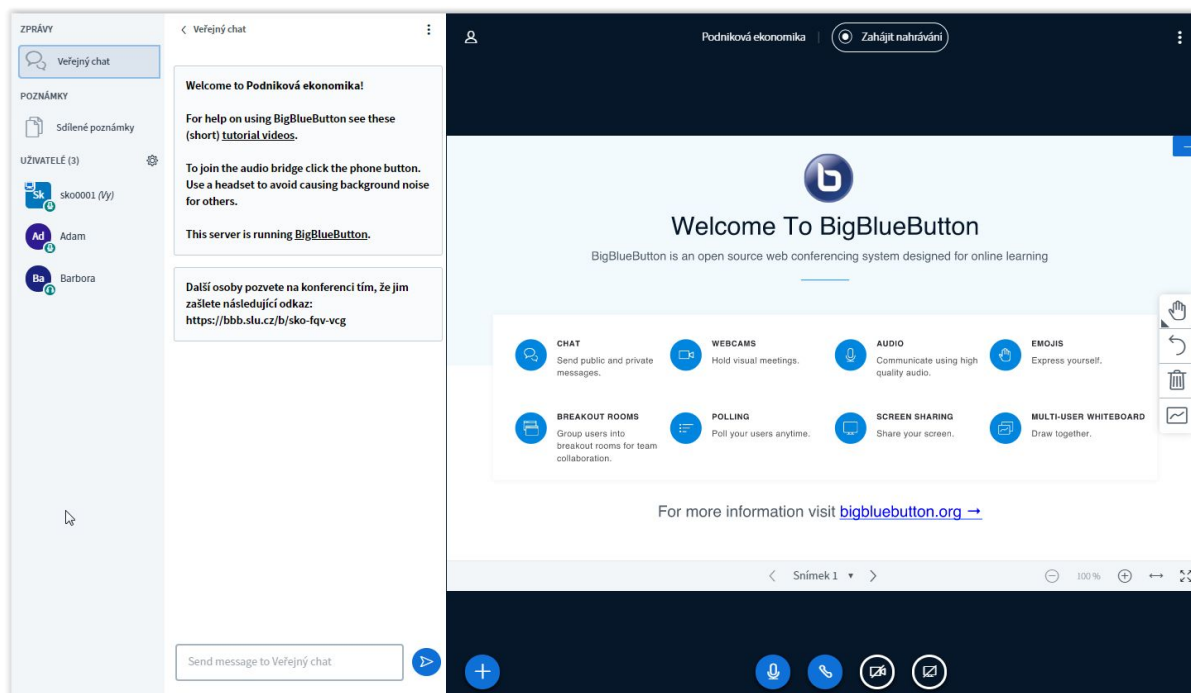 ZPRÁVY
Veřejný chat
POZNÁMKY
Sdílené poznámky
UŽIVATELÉ (3)
Sk
sko0001 (Vy)
Ad
Adam
Ba
Barbora
Veřejný chat
Welcome to Podniková ekonomika!
For help on using BigBlueButton see these
(short) tutorial videos.
To join the audio bridge click the phone button.
Use a headset to avoid causing background noise
for others.
This server is running BigBlueButton.
Další osoby pozvete na konferenci tím, že jim
zašlete následující odkaz:
https://bbb.slu.cz/b/sko-fqv-vcg
Send message to Veřejný chat
Podniková ekonomika
Zahájit nahrávání
b
Welcome To BigBlueButton
BigBlueButton is an open source web conferencing system designed for online learning
CHAT
Send public and private
messages.
WEBCAMS
Hold visual meetings.
AUDIO
Communicate using high
quality audio.
EMOJIS
Express yourself.
BREAKOUT ROOMS
Group users into
breakout rooms for team
collaboration.
POLLING
Poll your users anytime.
SCREEN SHARING
Share your screen.
MULTI-USER WHITEBOARD
Draw together.
For more information visit bigbluebutton.org →
Snímek 1
100 %